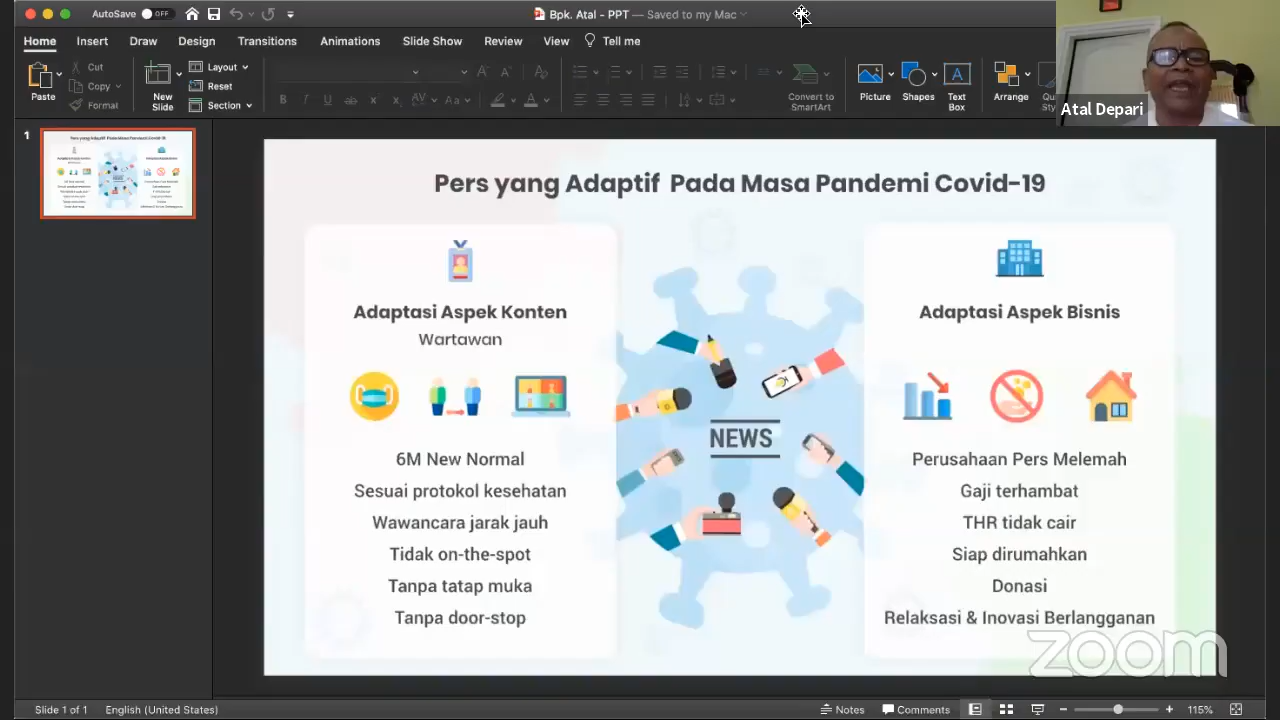 AutoSave OFF
Bpk. Atal - PPT — Saved to my Mac
Home Insert Draw Design Transitions Animations Slide Show Review View Tell me
Paste
Cut
Copy
Format
New
Slide
Layout
Reset
Section
B I U ab x x AV Aa A
Convert to
SmartArt
Picture
Shapes
Text
Box
Arrange
Atal Depari
1
Pers yang Adaptif Pada Masa Pandemi Covid-19
Adaptasi Aspek Konten
Wartawan
6M New Normal
Sesuai protokol kesehatan
Wawancara jarak jauh
Tidak on-the-spot
Tanpa tatap muka
Tanpa door-stop
NEWS
Adaptasi Aspek Bisnis
Perusahaan Pers Melemah
Gaji terhambat
THR tidak cair
Siap dirumahkan
Donasi
Relaksasi & Inovasi Berlangganan
zoom
Slide 1 of 1
English (United States)
Notes
Comments
115%